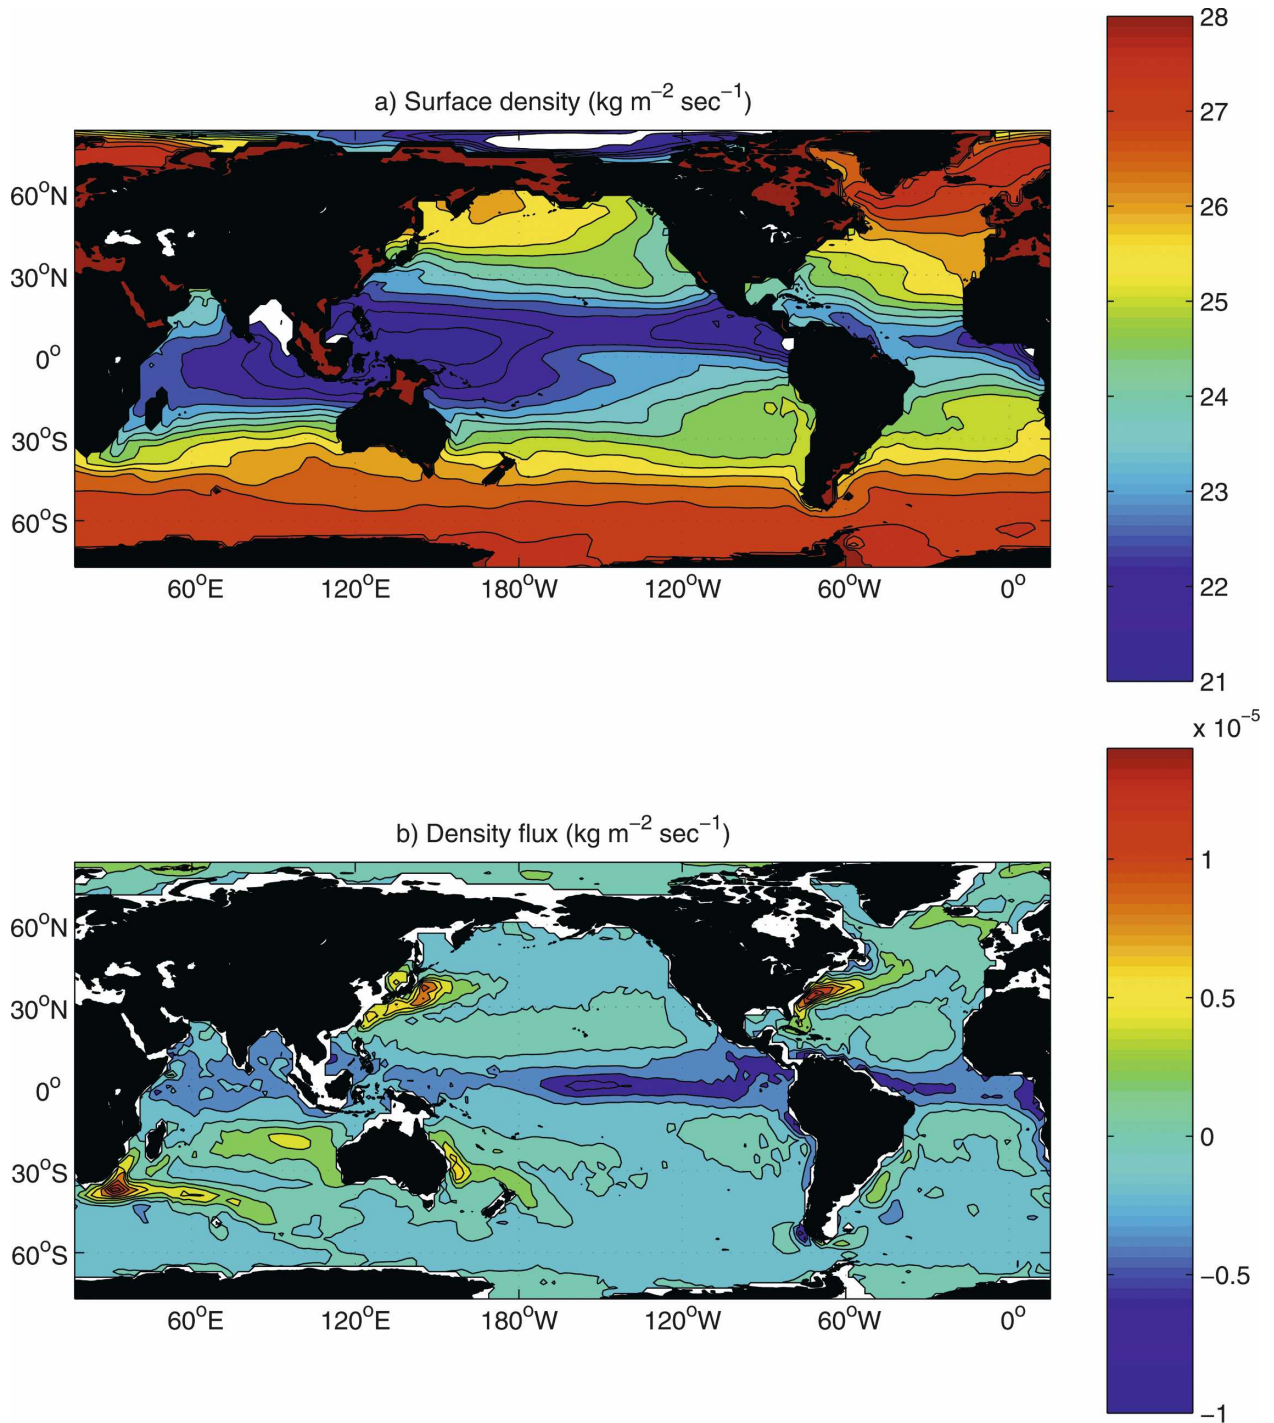 a) Surface density (kg m⁻² sec⁻¹)
28
27
26
25
24
23
22
21
60°N
30°N
0°
30°S
60°S
60°E 120°E 180°W 120°W 60°W 0°
b) Density flux (kg m⁻² sec⁻¹)
x 10⁻⁵
1
0.5
0
−0.5
−1
60°N
30°N
0°
30°S
60°S
60°E 120°E 180°W 120°W 60°W 0°